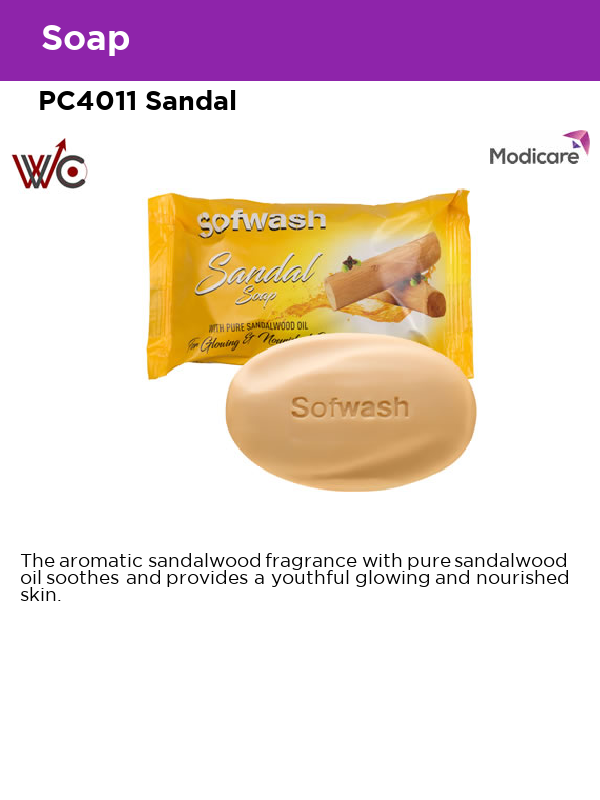 Soap
PC4011 Sandal
WC
Modicare
Sofwash
Sandal
Soap
WITH PURE SANDALWOOD OIL
For Glowing &
Sofwash
The aromatic sandalwood fragrance with pure sandalwood
oil soothes and provides a youthful glowing and nourished
skin.